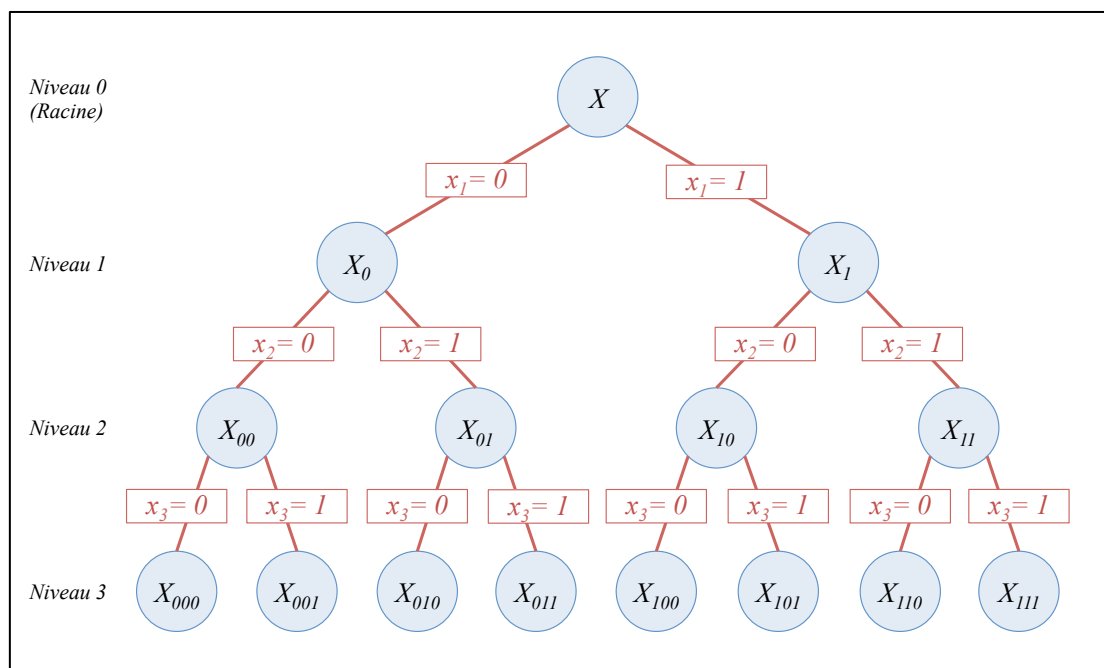 Niveau 0
(Racine)
X
x₁= 0
x₁= 1
Niveau 1
X₀
X₁
x₂= 0
x₂= 1
x₂= 0
x₂= 1
Niveau 2
X₀₀
X₀₁
X₁₀
X₁₁
x₃= 0
x₃= 1
x₃= 0
x₃= 1
x₃= 0
x₃= 1
x₃= 0
x₃= 1
Niveau 3
X₀₀₀
X₀₀₁
X₀₁₀
X₀₁₁
X₁₀₀
X₁₀₁
X₁₁₀
X₁₁₁